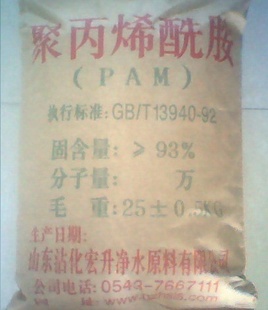 聚丙烯酰胺
(PAM)
执行标准:GB/T13940-92
固含量:≥93%
分子量: 万
毛 重:25±0.5KG
生产日期:
山东沾化宏升净水原料有限公司
公司电话:0543-7667111